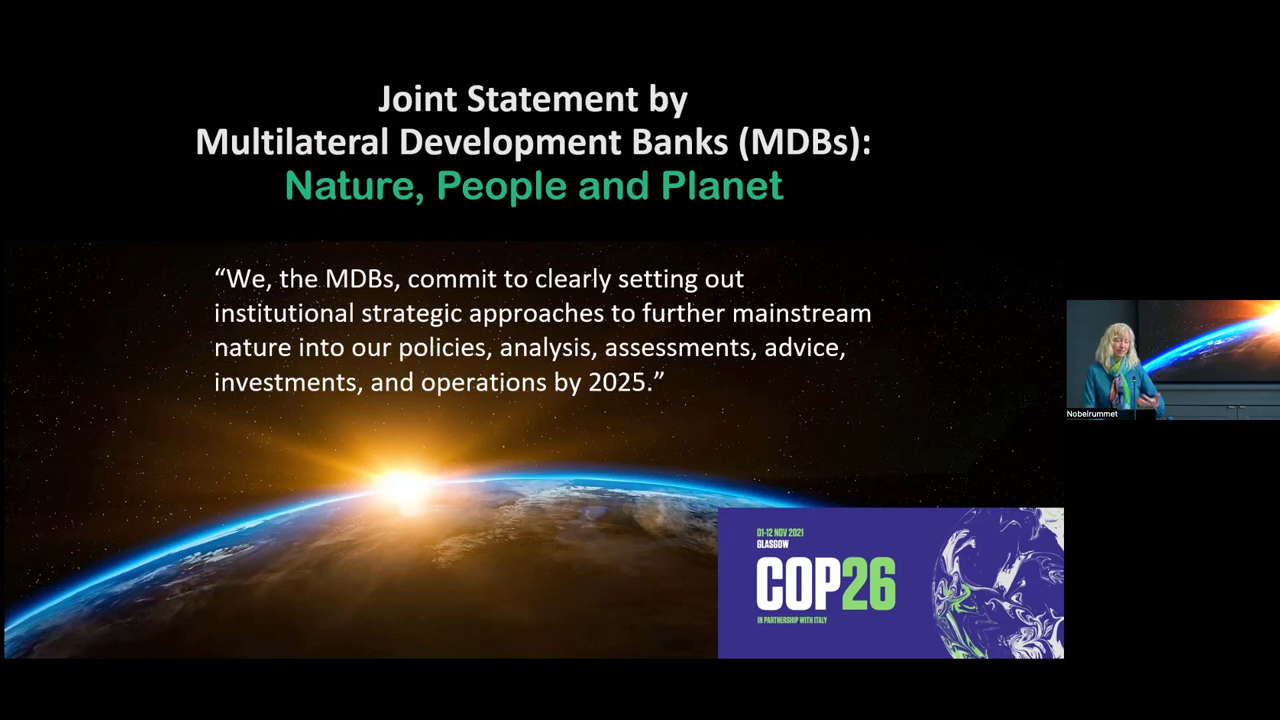 Joint Statement by
Multilateral Development Banks (MDBs):
Nature, People and Planet
“We, the MDBs, commit to clearly setting out
institutional strategic approaches to further mainstream
nature into our policies, analysis, assessments, advice,
investments, and operations by 2025.”
01-12 NOV 2021
GLASGOW
COP26
IN PARTNERSHIP WITH ITALY
Nobelrummet